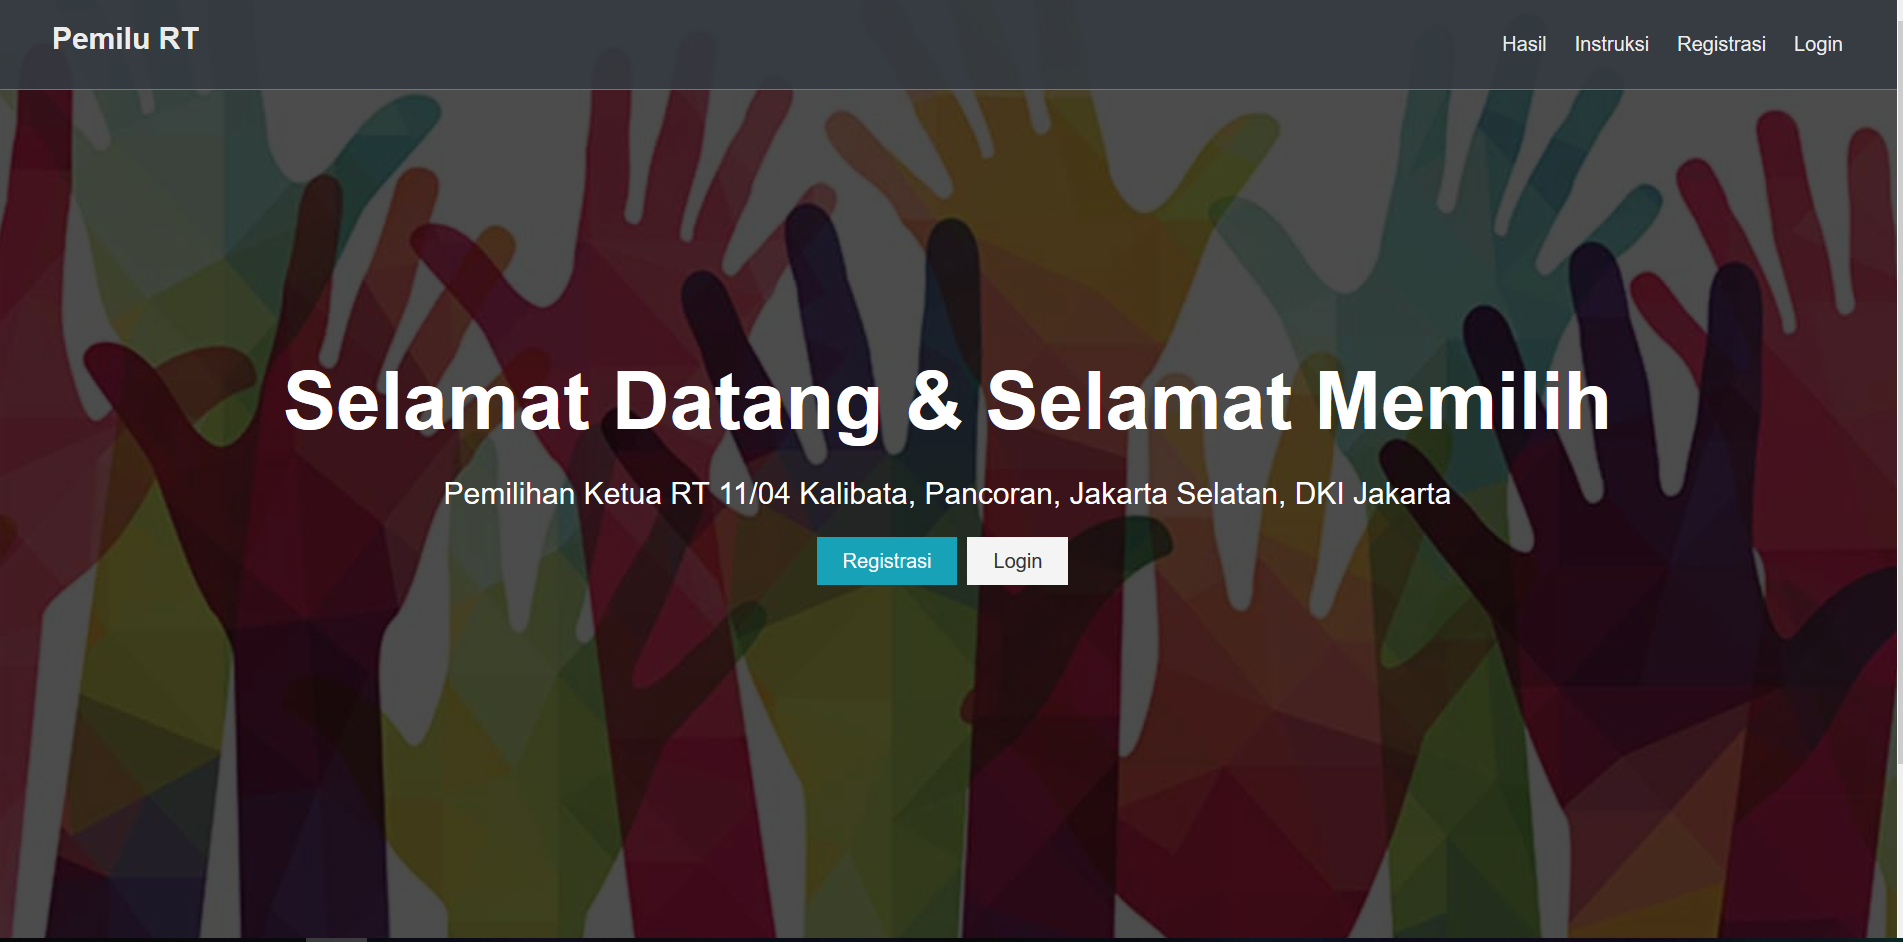 Pemilu RT
Hasil Instruksi Registrasi Login
Selamat Datang & Selamat Memilih
Pemilihan Ketua RT 11/04 Kalibata, Pancoran, Jakarta Selatan, DKI Jakarta
Registrasi Login